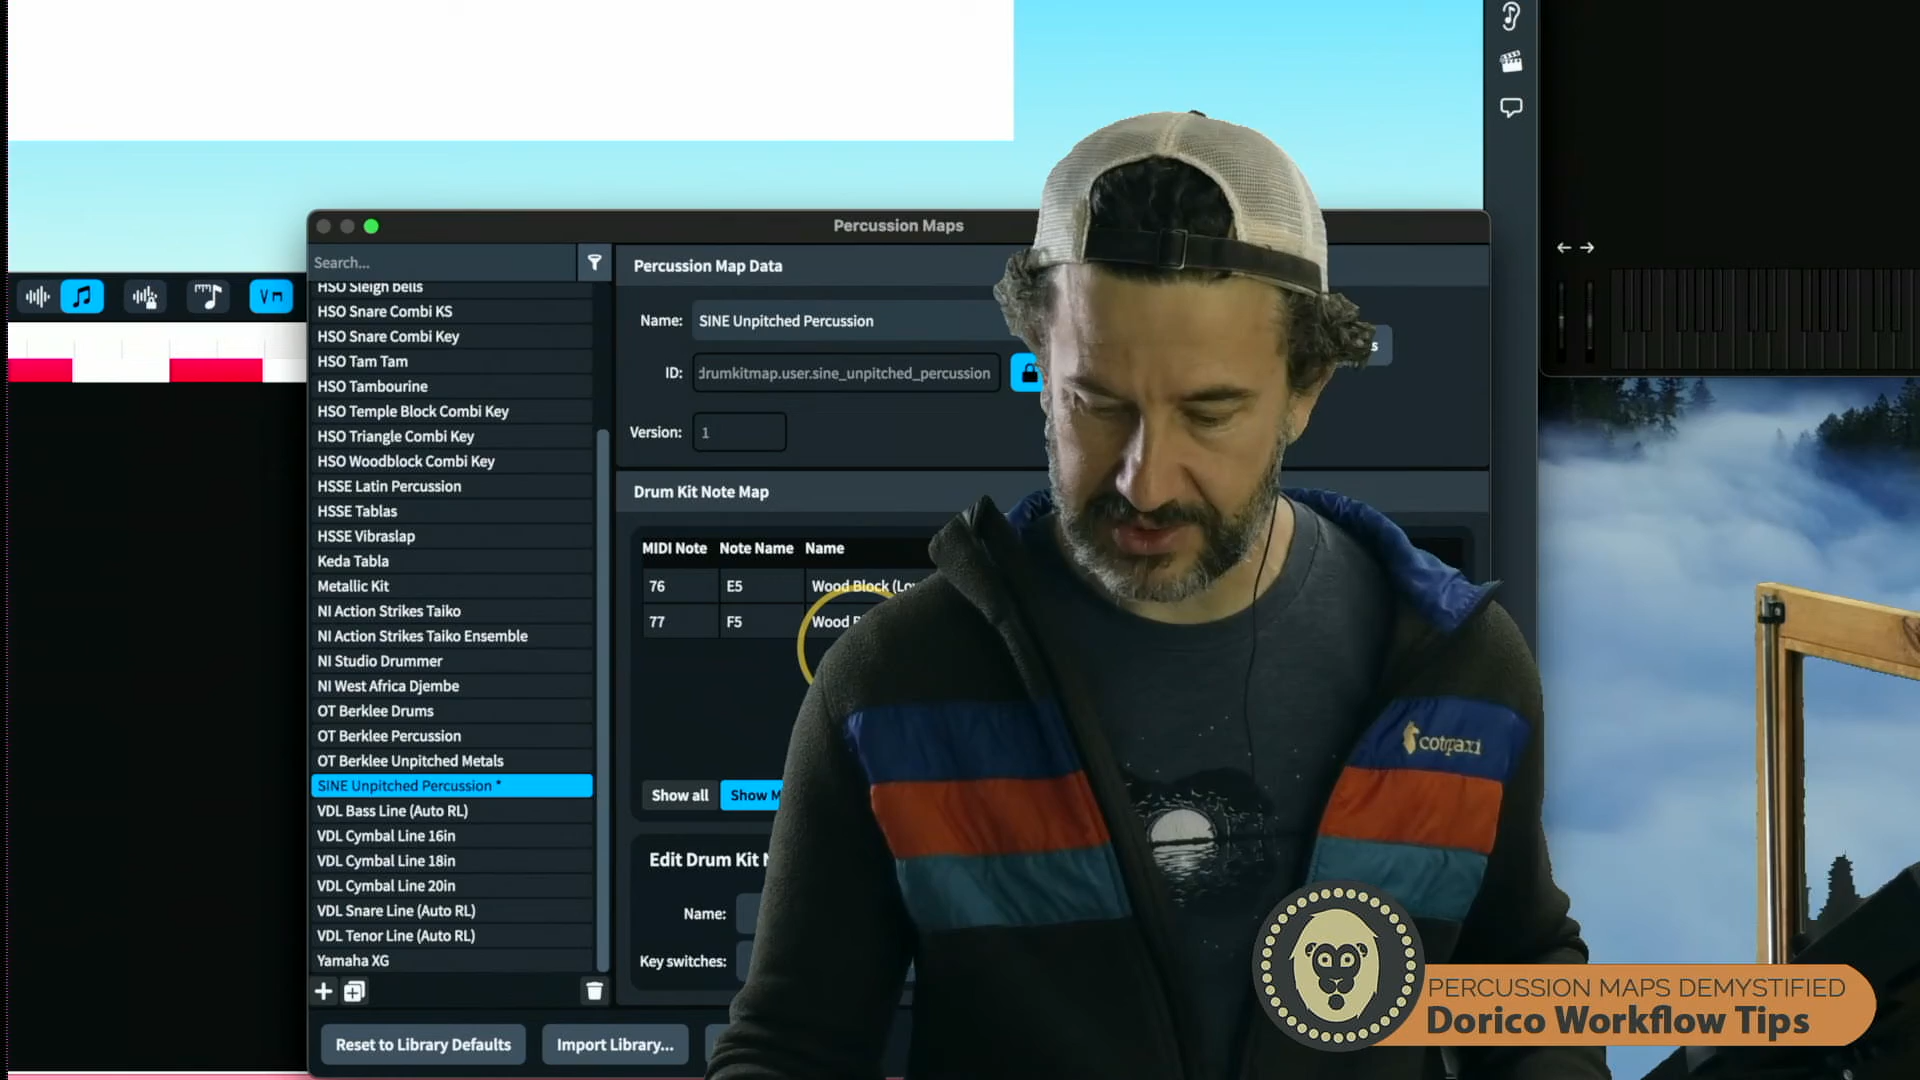 Percussion Maps
Search...
HSO Sleigh Bells
HSO Snare Combi KS
HSO Snare Combi Key
HSO Tam Tam
HSO Tambourine
HSO Temple Block Combi Key
HSO Triangle Combi Key
HSO Woodblock Combi Key
HSSE Latin Percussion
HSSE Tablas
HSSE Vibraslap
Keda Tabla
Metallic Kit
NI Action Strikes Taiko
NI Action Strikes Taiko Ensemble
NI Studio Drummer
NI West Africa Djembe
OT Berklee Drums
OT Berklee Percussion
OT Berklee Unpitched Metals
SINE Unpitched Percussion *
VDL Bass Line (Auto RL)
VDL Cymbal Line 16in
VDL Cymbal Line 18in
VDL Cymbal Line 20in
VDL Snare Line (Auto RL)
VDL Tenor Line (Auto RL)
Yamaha XG
Reset to Library Defaults
Import Library...
Percussion Map Data
Name: SINE Unpitched Percussion
ID: drumkitmap.user.sine_unpitched_percussion
Version: 1
Drum Kit Note Map
MIDI Note Note Name Name
76 E5 Wood Block (Lo
77 F5 Wood
Show all Show M
Edit Drum Kit
Name:
Key switches:
cotopaxi
PERCUSSION MAPS DEMYSTIFIED
Dorico Workflow Tips